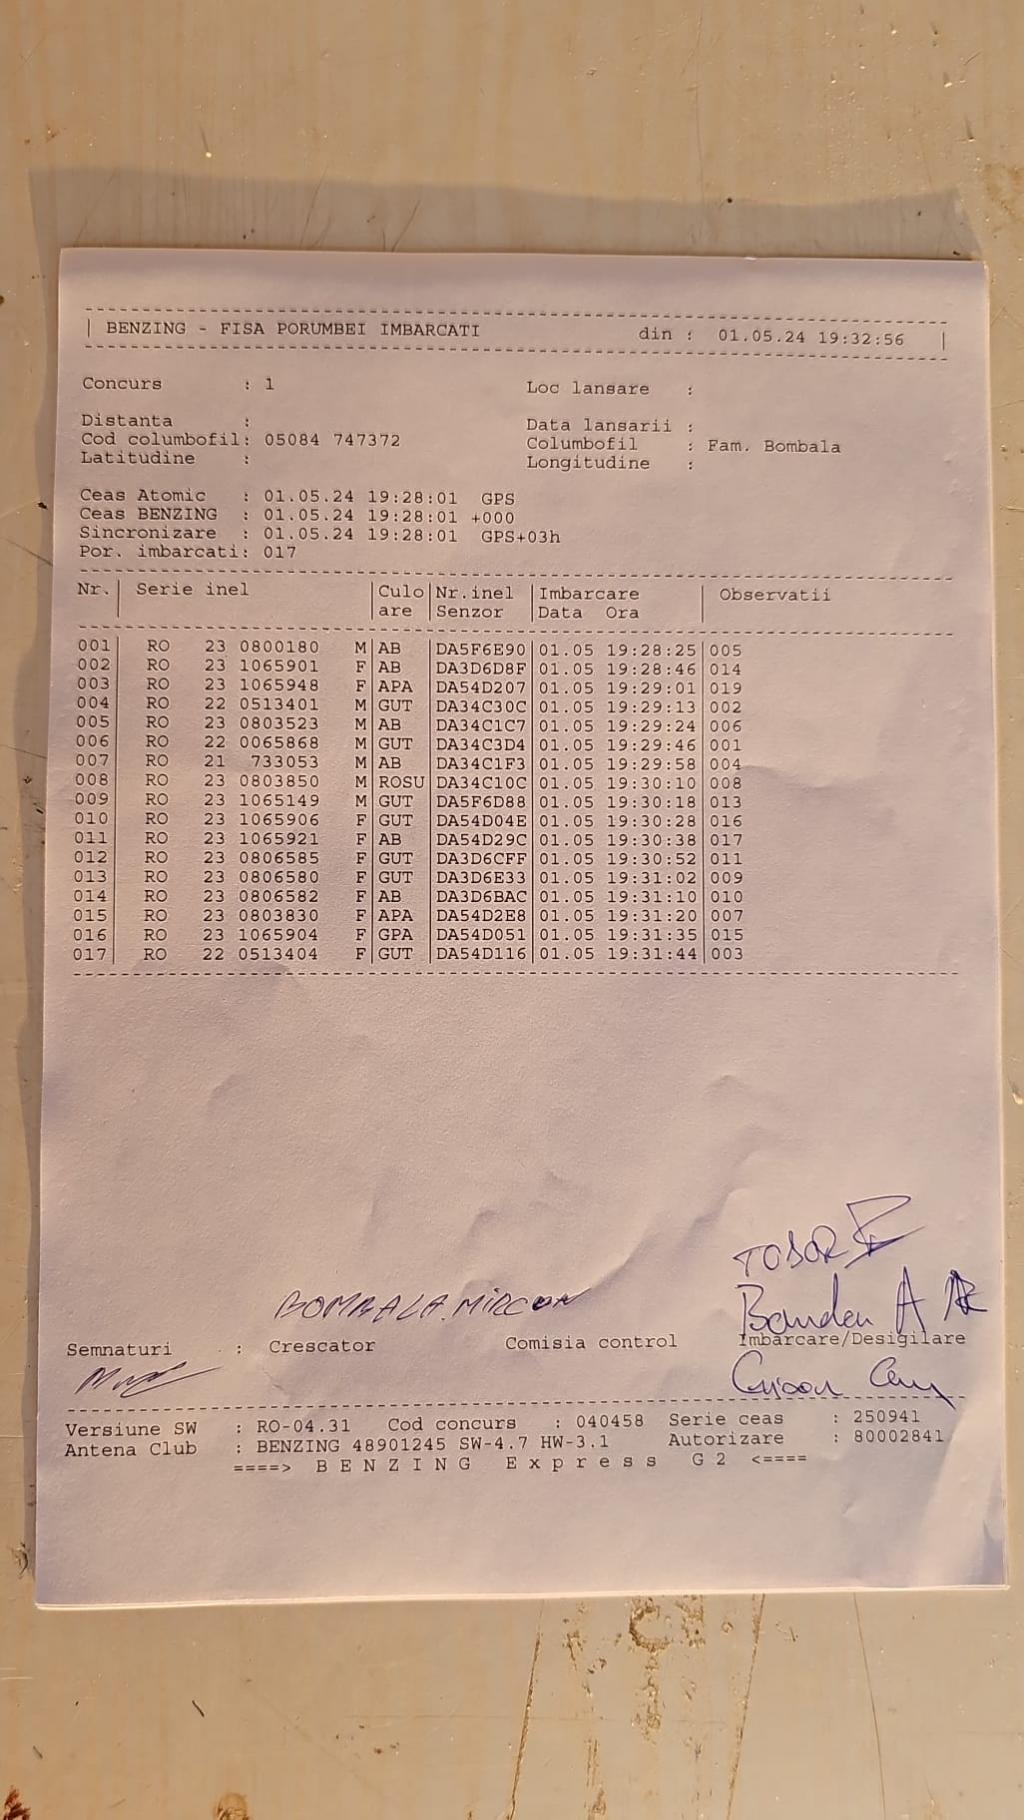 BENZING - FISA PORUMBEI IMBARCATI din : 01.05.24 19:32:56
Concurs : 1 Loc lansare :
Distanta : Data lansarii :
Cod columbofil: 05084 747372 Columbofil : Fam. Bombala
Latitudine : Longitudine :
Ceas Atomic : 01.05.24 19:28:01 GPS
Ceas BENZING : 01.05.24 19:28:01 +000
Sincronizare : 01.05.24 19:28:01 GPS+03h
Por. imbarcati: 017
Nr. | Serie inel | Culo | Nr.inel | Imbarcare | Observatii
are | Senzor | Data Ora
001 | RO 23 0800180 M | AB | DA5F6E90 | 01.05 19:28:25 | 005
002 | RO 23 1065901 F | AB | DA3D6D8F | 01.05 19:28:46 | 014
003 | RO 23 1065948 F | APA | DA54D207 | 01.05 19:29:01 | 019
004 | RO 22 0513401 M | GUT | DA34C30C | 01.05 19:29:13 | 002
005 | RO 23 0803523 M | AB | DA34C1C7 | 01.05 19:29:24 | 006
006 | RO 22 0065868 M | GUT | DA34C3D4 | 01.05 19:29:46 | 001
007 | RO 21 733053 M | AB | DA34C1F3 | 01.05 19:29:58 | 004
008 | RO 23 0803850 M | ROSU | DA34C10C | 01.05 19:30:10 | 008
009 | RO 23 1065149 M | GUT | DA5F6D88 | 01.05 19:30:18 | 013
010 | RO 23 1065906 F | GUT | DA54D04E | 01.05 19:30:28 | 016
011 | RO 23 1065921 F | AB | DA54D29C | 01.05 19:30:38 | 017
012 | RO 23 0806585 F | GUT | DA3D6CFF | 01.05 19:30:52 | 011
013 | RO 23 0806580 F | GUT | DA3D6E33 | 01.05 19:31:02 | 009
014 | RO 23 0806582 F | AB | DA3D6BAC | 01.05 19:31:10 | 010
015 | RO 23 0803830 F | APA | DA54D2E8 | 01.05 19:31:20 | 007
016 | RO 23 1065904 F | GPA | DA54D051 | 01.05 19:31:35 | 015
017 | RO 22 0513404 F | GUT | DA54D116 | 01.05 19:31:44 | 003
BOMBALA MIRCON
Semnaturi : Crescator Comisia control Imbarcare/Desigilare
Versiune SW : RO-04.31 Cod concurs : 040458 Serie ceas : 250941
Antena Club : BENZING 48901245 SW-4.7 HW-3.1 Autorizare : 80002841
====> B E N Z I N G E x p r e s s G 2 <====